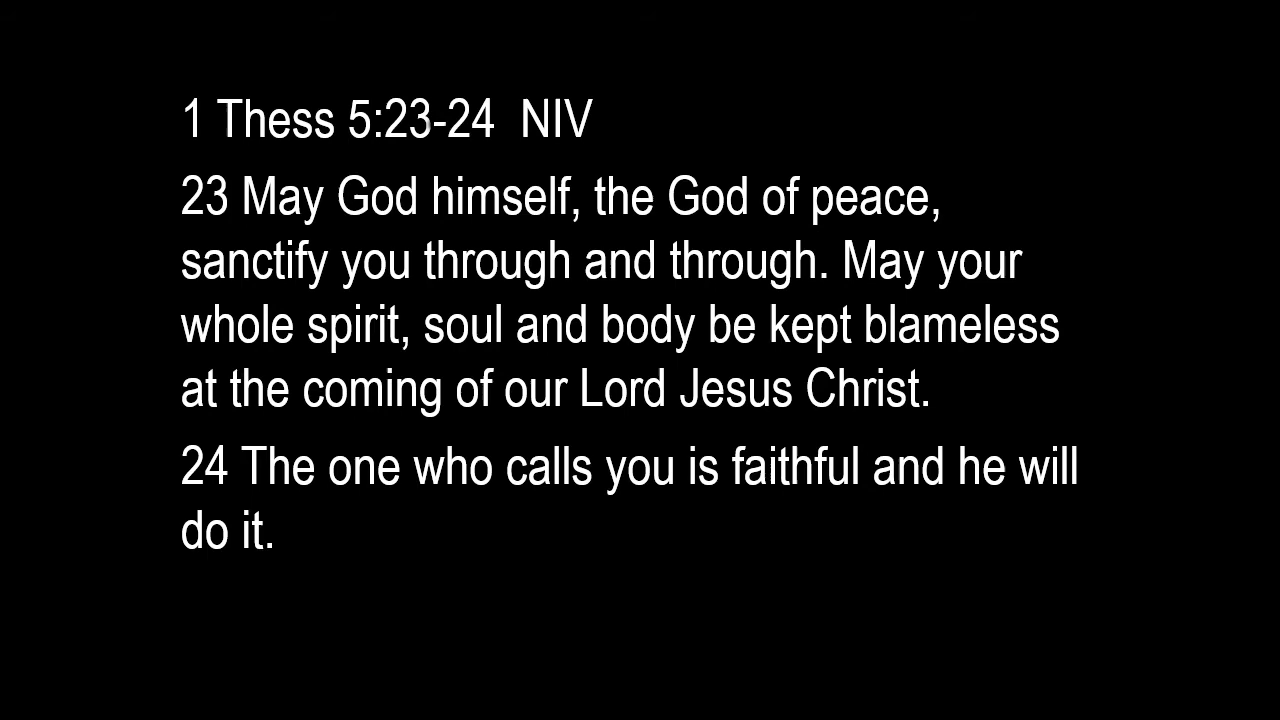 1 Thess 5:23-24  NIV
23 May God himself, the God of peace,
sanctify you through and through. May your
whole spirit, soul and body be kept blameless
at the coming of our Lord Jesus Christ.
24 The one who calls you is faithful and he will
do it.